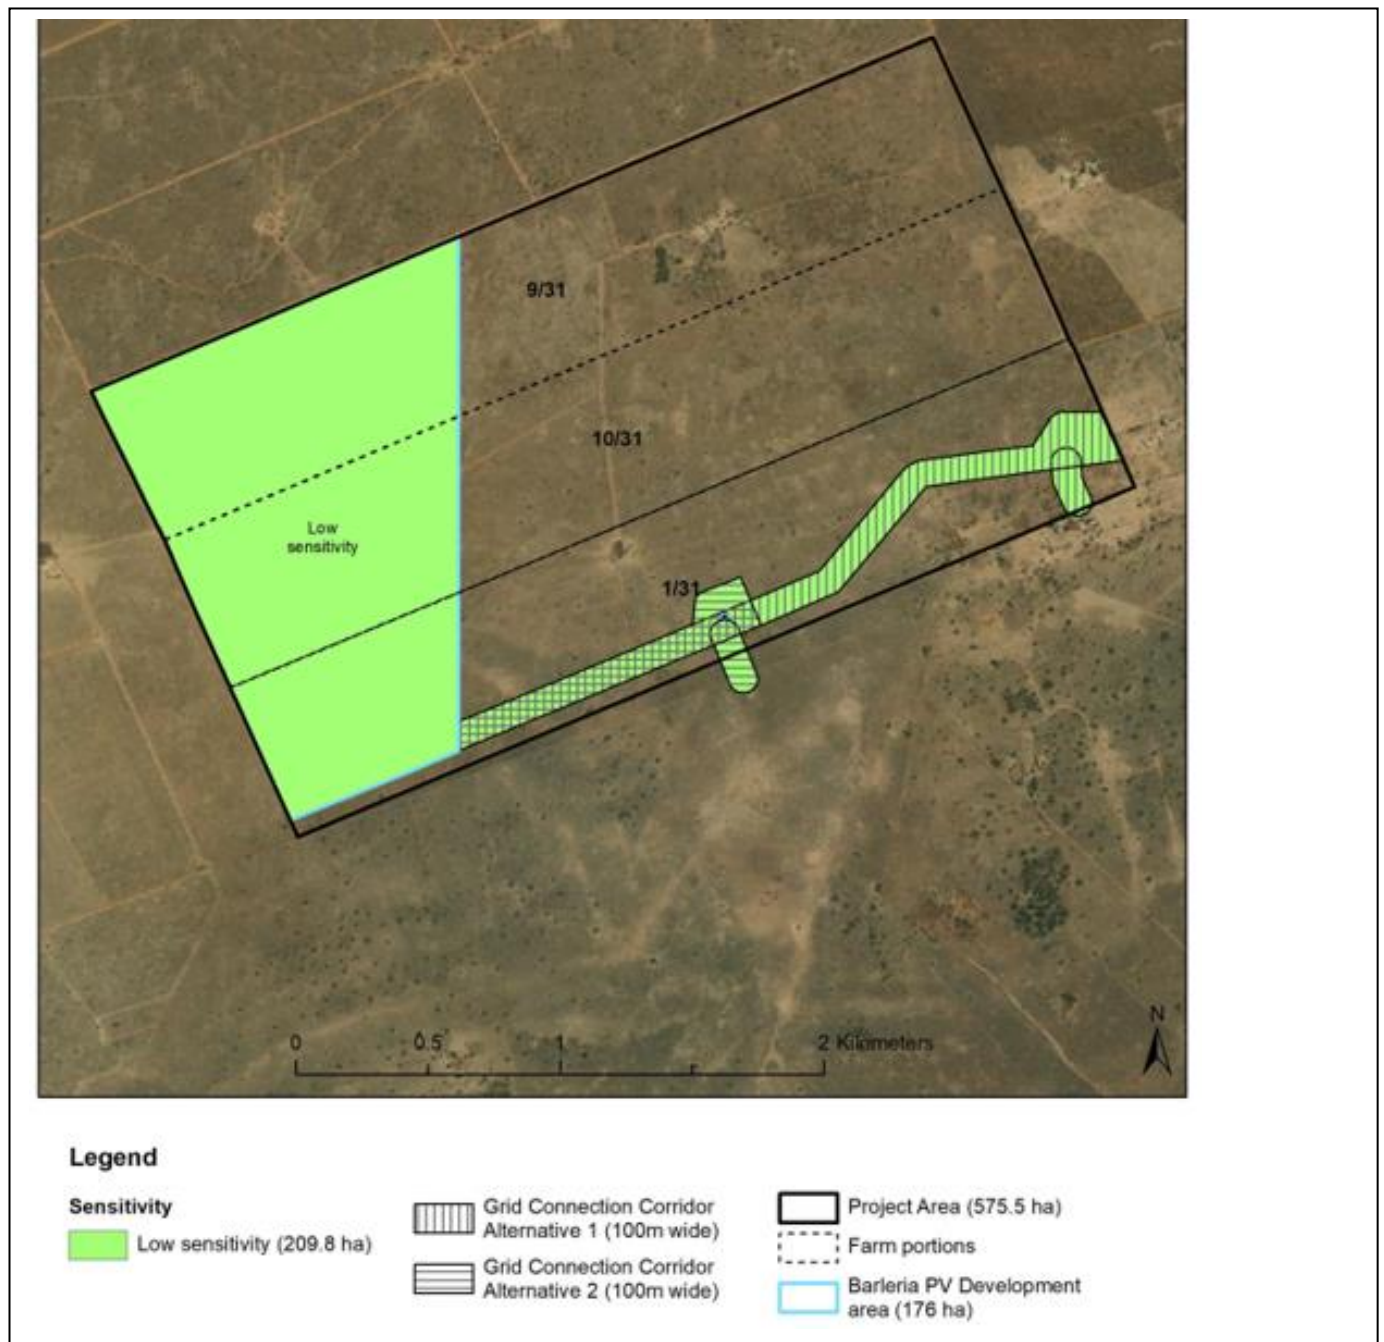 9/31
10/31
Low
sensitivity
1/31
N
0 0.5 1 2 Kilometers
Legend
Sensitivity
Low sensitivity (209.8 ha)
Grid Connection Corridor
Alternative 1 (100m wide)
Grid Connection Corridor
Alternative 2 (100m wide)
Project Area (575.5 ha)
Farm portions
Barleria PV Development
area (176 ha)